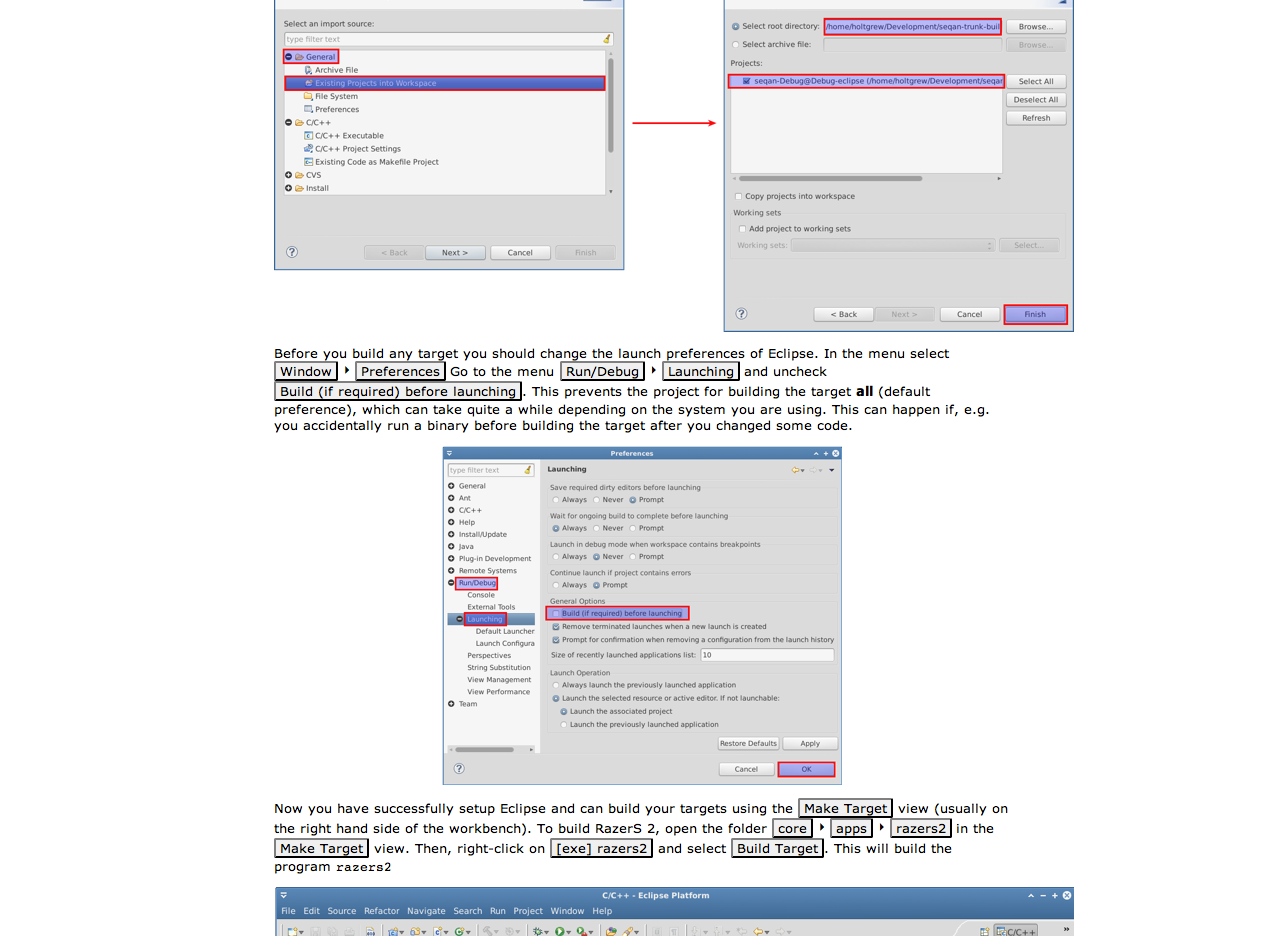 Select an import source:
type filter text
General
Archive File
Existing Projects into Workspace
File System
Preferences
C/C++
C/C++ Executable
C/C++ Project Settings
Existing Code as Makefile Project
CVS
Install
< Back Next > Cancel Finish
Select root directory: /home/holtgrew/Development/seqan-trunk-buil Browse...
Select archive file: Browse...
Projects:
seqan-Debug@Debug-eclipse (/home/holtgrew/Development/seqan Select All
Deselect All
Refresh
Copy projects into workspace
Working sets
Add project to working sets
Working sets: Select...
< Back Next > Cancel Finish
Before you build any target you should change the launch preferences of Eclipse. In the menu select
Window ‣ Preferences Go to the menu Run/Debug ‣ Launching and uncheck
Build (if required) before launching. This prevents the project for building the target all (default
preference), which can take quite a while depending on the system you are using. This can happen if, e.g.
you accidentally run a binary before building the target after you changed some code.
Preferences
type filter text
General
Ant
C/C++
Help
Install/Update
Java
Plug-in Development
Remote Systems
Run/Debug
Console
External Tools
Launching
Default Launcher
Launch Configura
Perspectives
String Substitution
View Management
View Performance
Team
Launching
Save required dirty editors before launching
Always Never Prompt
Wait for ongoing build to complete before launching
Always Never Prompt
Launch in debug mode when workspace contains breakpoints
Always Never Prompt
Continue launch if project contains errors
Always Prompt
General Options
Build (if required) before launching
Remove terminated launches when a new launch is created
Prompt for confirmation when removing a configuration from the launch history
Size of recently launched applications list: 10
Launch Operation
Always launch the previously launched application
Launch the selected resource or active editor. If not launchable:
Launch the associated project
Launch the previously launched application
Restore Defaults Apply
Cancel OK
Now you have successfully setup Eclipse and can build your targets using the Make Target view (usually on
the right hand side of the workbench). To build RazerS 2, open the folder core ‣ apps ‣ razers2 in the
Make Target view. Then, right-click on [exe] razers2 and select Build Target. This will build the
program razers2
C/C++ - Eclipse Platform
File Edit Source Refactor Navigate Search Run Project Window Help
C/C++